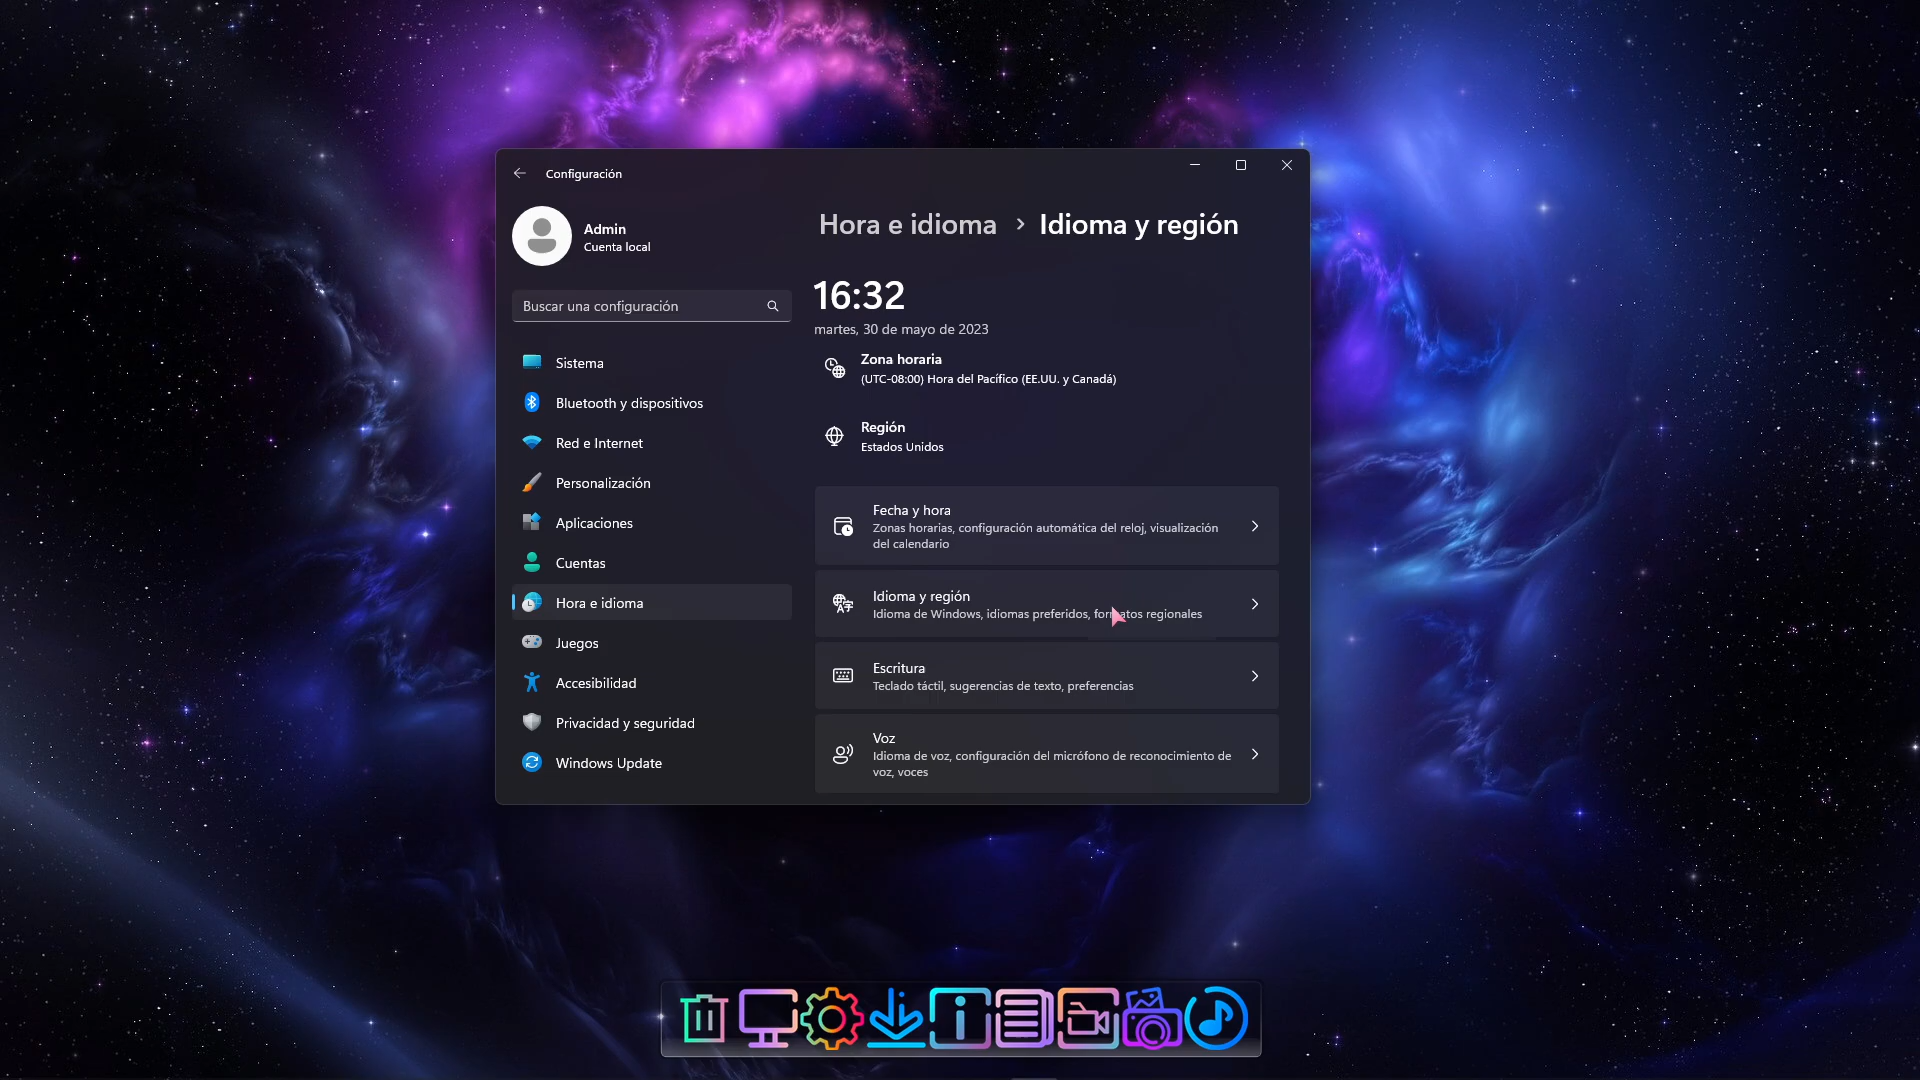 Configuración
Admin
Cuenta local
Buscar una configuración
Sistema
Bluetooth y dispositivos
Red e Internet
Personalización
Aplicaciones
Cuentas
Hora e idioma
Juegos
Accesibilidad
Privacidad y seguridad
Windows Update
Hora e idioma > Idioma y región
16:32
martes, 30 de mayo de 2023
Zona horaria
(UTC-08:00) Hora del Pacífico (EE.UU. y Canadá)
Región
Estados Unidos
Fecha y hora
Zonas horarias, configuración automática del reloj, visualización
del calendario
Idioma y región
Idioma de Windows, idiomas preferidos, formatos regionales
Escritura
Teclado táctil, sugerencias de texto, preferencias
Voz
Idioma de voz, configuración del micrófono de reconocimiento de
voz, voces